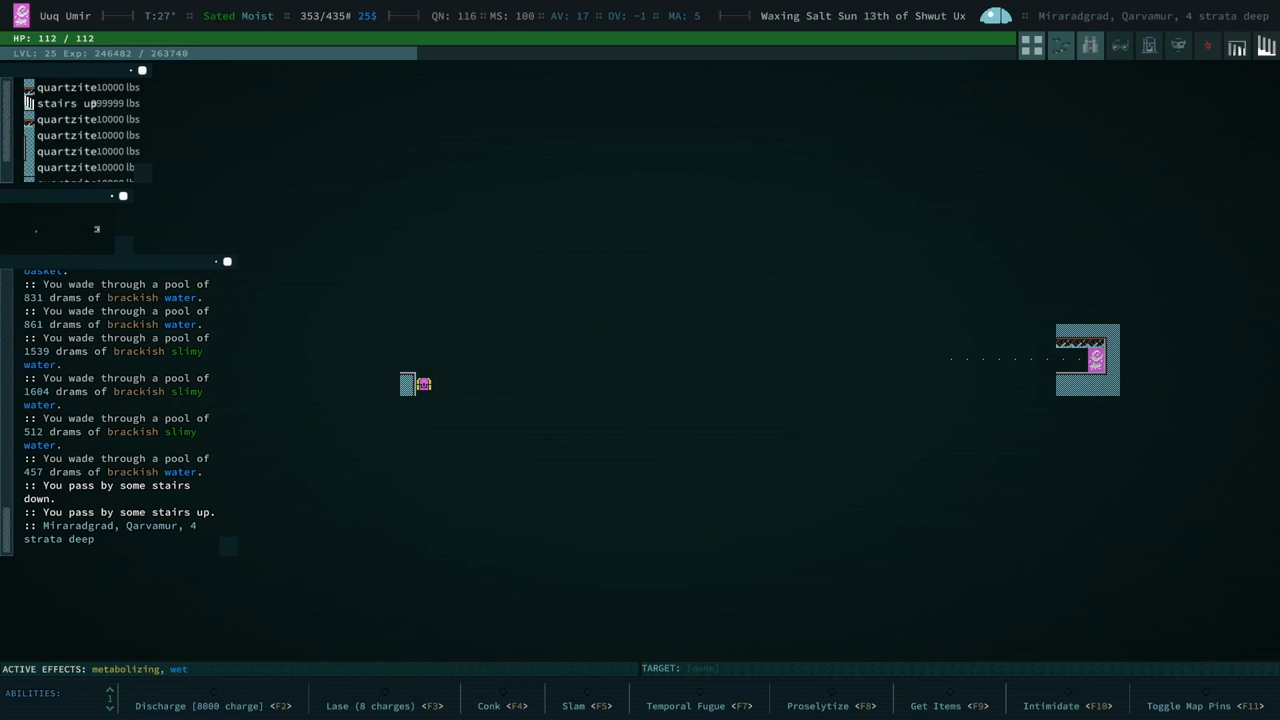 Uuq Umir T:27° Sated Moist 353/435# 25$ QN: 116 MS: 100 AV: 17 DV: -1 MA: 5 Waxing Salt Sun 13th of Shwut Ux Miraradgrad, Qarvamur, 4 strata deep
HP: 112 / 112
LVL: 25 Exp: 246482 / 263740
quartzite 10000 lbs
stairs up 999999 lbs
quartzite 10000 lbs
quartzite 10000 lbs
quartzite 10000 lbs
quartzite 10000 lb
basket.
:: You wade through a pool of
831 drams of brackish water.
:: You wade through a pool of
861 drams of brackish water.
:: You wade through a pool of
1539 drams of brackish slimy
water.
:: You wade through a pool of
1604 drams of brackish slimy
water.
:: You wade through a pool of
512 drams of brackish slimy
water.
:: You wade through a pool of
457 drams of brackish water.
:: You pass by some stairs
down.
:: You pass by some stairs up.
:: Miraradgrad, Qarvamur, 4
strata deep
ACTIVE EFFECTS: metabolizing, wet TARGET: [none]
ABILITIES: 1 Discharge [8000 charge] <F2> Lase (8 charges) <F3> Conk <F4> Slam <F5> Temporal Fugue <F7> Proselytize <F8> Get Items <F9> Intimidate <F10> Toggle Map Pins <F11>